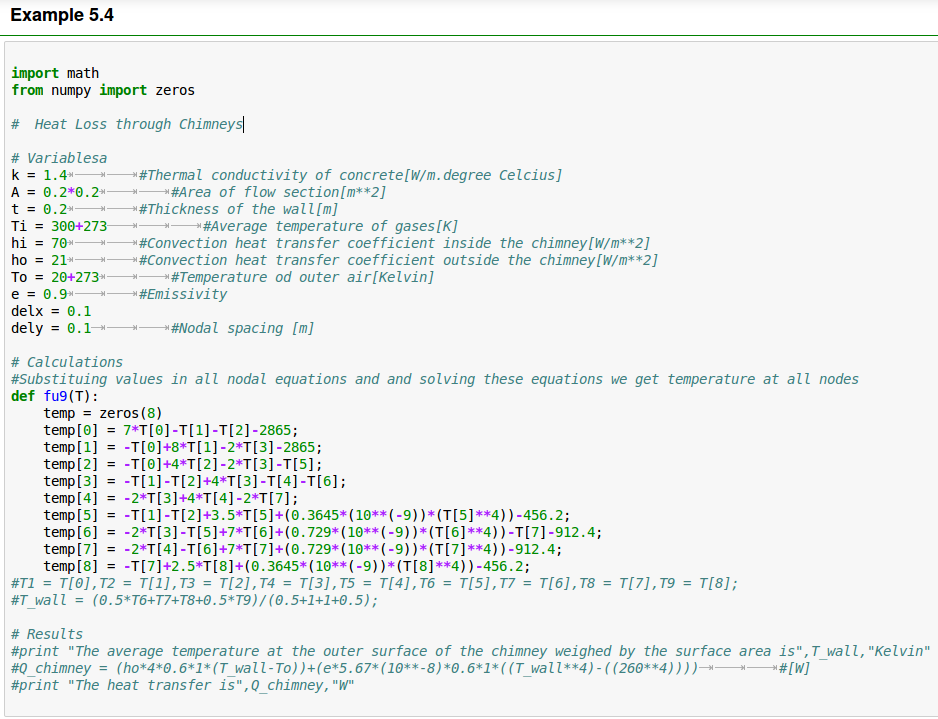 Example 5.4
import math
from numpy import zeros
#  Heat Loss through Chimneys
# Variablesa
k = 1.4 #Thermal conductivity of concrete[W/m.degree Celcius]
A = 0.2*0.2 #Area of flow section[m**2]
t = 0.2 #Thickness of the wall[m]
Ti = 300+273 #Average temperature of gases[K]
hi = 70 #Convection heat transfer coefficient inside the chimney[W/m**2]
ho = 21 #Convection heat transfer coefficient outside the chimney[W/m**2]
To = 20+273 #Temperature od outer air[Kelvin]
e = 0.9 #Emissivity
delx = 0.1
dely = 0.1 #Nodal spacing [m]
# Calculations
#Substituing values in all nodal equations and and solving these equations we get temperature at all nodes
def fu9(T):
    temp = zeros(8)
    temp[0] = 7*T[0]-T[1]-T[2]-2865;
    temp[1] = -T[0]+8*T[1]-2*T[3]-2865;
    temp[2] = -T[0]+4*T[2]-2*T[3]-T[5];
    temp[3] = -T[1]-T[2]+4*T[3]-T[4]-T[6];
    temp[4] = -2*T[3]+4*T[4]-2*T[7];
    temp[5] = -T[1]-T[2]+3.5*T[5]+(0.3645*(10**(-9))*(T[5]**4))-456.2;
    temp[6] = -2*T[3]-T[5]+7*T[6]+(0.729*(10**(-9))*(T[6]**4))-T[7]-912.4;
    temp[7] = -2*T[4]-T[6]+7*T[7]+(0.729*(10**(-9))*(T[7]**4))-912.4;
    temp[8] = -T[7]+2.5*T[8]+(0.3645*(10**(-9))*(T[8]**4))-456.2;
#T1 = T[0],T2 = T[1],T3 = T[2],T4 = T[3],T5 = T[4],T6 = T[5],T7 = T[6],T8 = T[7],T9 = T[8];
#T_wall = (0.5*T6+T7+T8+0.5*T9)/(0.5+1+1+0.5);
# Results
#print "The average temperature at the outer surface of the chimney weighed by the surface area is",T_wall,"Kelvin"
#Q_chimney = (ho*4*0.6*1*(T_wall-To))+(e*5.67*(10**-8)*0.6*1*((T_wall**4)-((260**4)))) #[W]
#print "The heat transfer is",Q_chimney,"W"